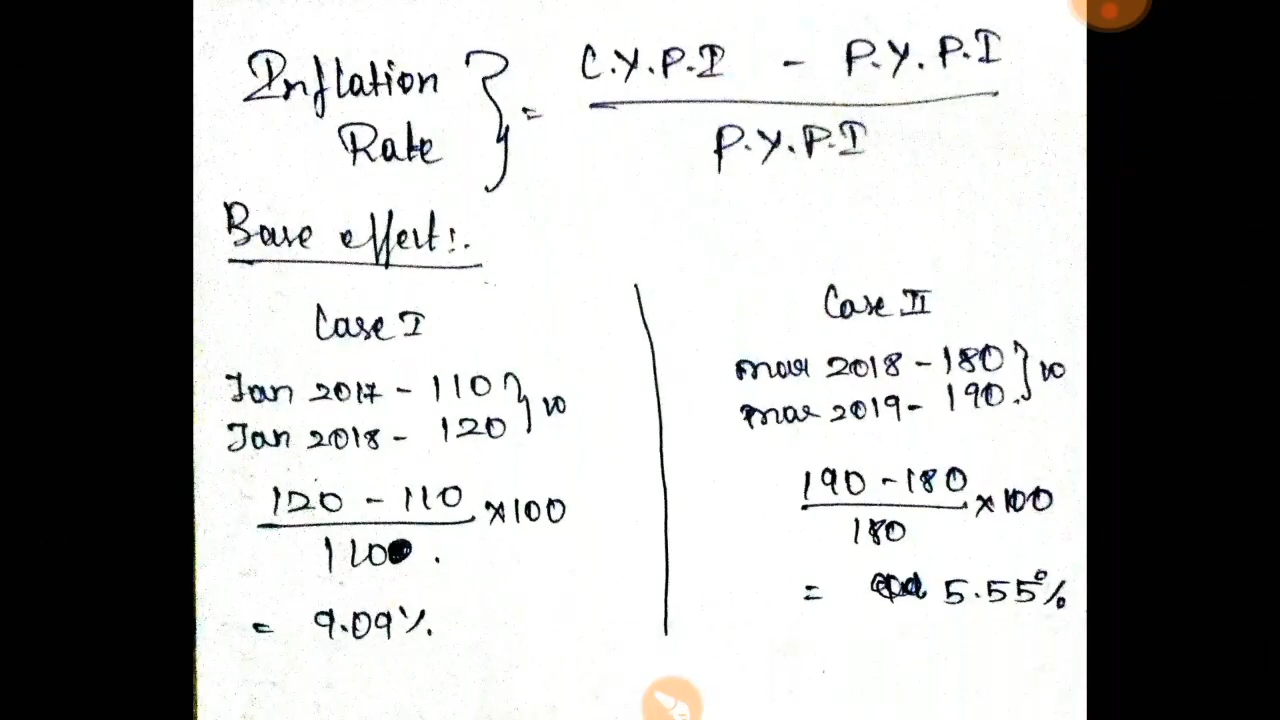 Inflation
Rate } = C.Y.P.I - P.Y.P.I
P.Y.P.I
Base effect:.
Case I
Jan 2017 - 110
Jan 2018 - 120 } 10
120 - 110 × 100
110 .
= 9.09%.
Case II
mar 2018 - 180
mar 2019 - 190. } 10
190 - 180 × 100
180
= 5.55%